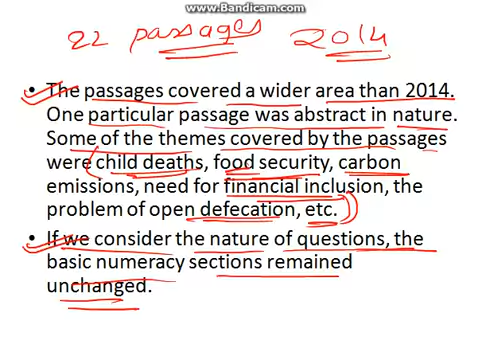 www.Bandicam.com
22 passages 2014
• The passages covered a wider area than 2014.
One particular passage was abstract in nature.
Some of the themes covered by the passages
were child deaths, food security, carbon
emissions, need for financial inclusion, the
problem of open defecation, etc.
• If we consider the nature of questions, the
basic numeracy sections remained
unchanged.